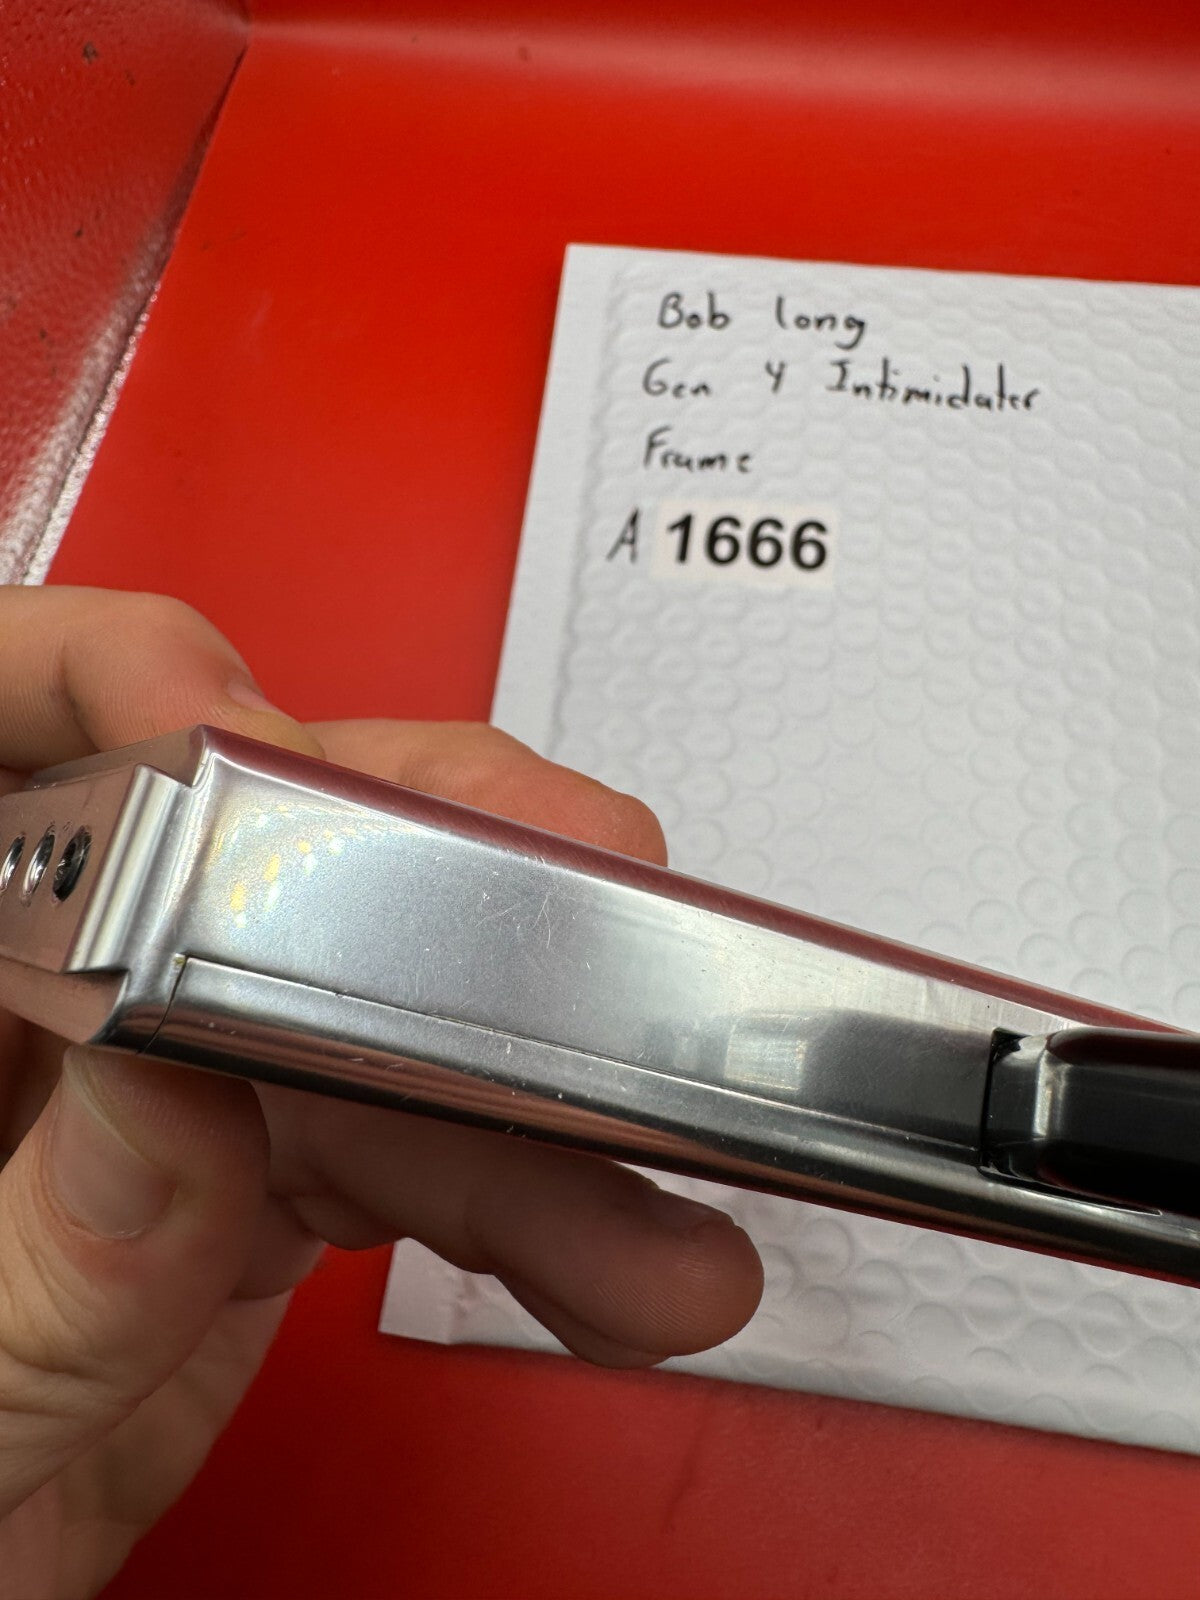 Bob long
Gen 4 Intimidater
Frame
A 1666